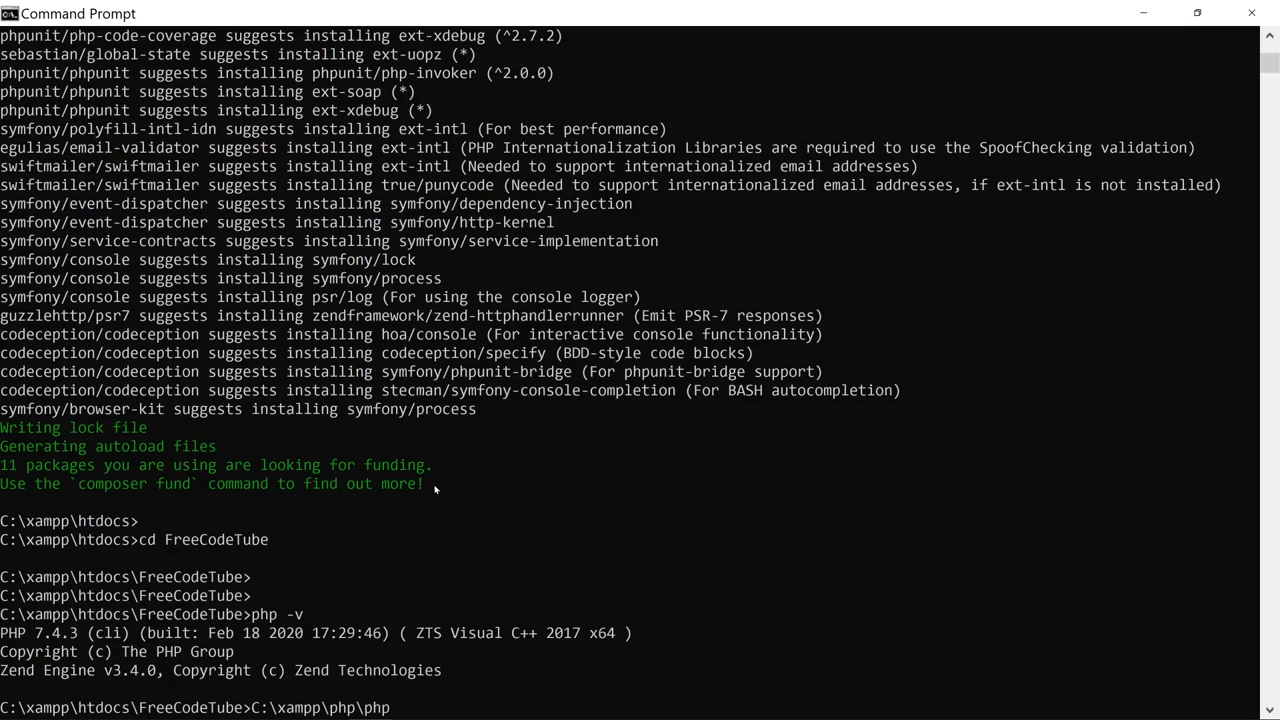 Command Prompt
phpunit/php-code-coverage suggests installing ext-xdebug (^2.7.2)
sebastian/global-state suggests installing ext-uopz (*)
phpunit/phpunit suggests installing phpunit/php-invoker (^2.0.0)
phpunit/phpunit suggests installing ext-soap (*)
phpunit/phpunit suggests installing ext-xdebug (*)
symfony/polyfill-intl-idn suggests installing ext-intl (For best performance)
egulias/email-validator suggests installing ext-intl (PHP Internationalization Libraries are required to use the SpoofChecking validation)
swiftmailer/swiftmailer suggests installing ext-intl (Needed to support internationalized email addresses)
swiftmailer/swiftmailer suggests installing true/punycode (Needed to support internationalized email addresses, if ext-intl is not installed)
symfony/event-dispatcher suggests installing symfony/dependency-injection
symfony/event-dispatcher suggests installing symfony/http-kernel
symfony/service-contracts suggests installing symfony/service-implementation
symfony/console suggests installing symfony/lock
symfony/console suggests installing symfony/process
symfony/console suggests installing psr/log (For using the console logger)
guzzlehttp/psr7 suggests installing zendframework/zend-httphandlerrunner (Emit PSR-7 responses)
codeception/codeception suggests installing hoa/console (For interactive console functionality)
codeception/codeception suggests installing codeception/specify (BDD-style code blocks)
codeception/codeception suggests installing symfony/phpunit-bridge (For phpunit-bridge support)
codeception/codeception suggests installing stecman/symfony-console-completion (For BASH autocompletion)
symfony/browser-kit suggests installing symfony/process
Writing lock file
Generating autoload files
11 packages you are using are looking for funding.
Use the `composer fund` command to find out more!
C:\xampp\htdocs>
C:\xampp\htdocs>cd FreeCodeTube
C:\xampp\htdocs\FreeCodeTube>
C:\xampp\htdocs\FreeCodeTube>
C:\xampp\htdocs\FreeCodeTube>php -v
PHP 7.4.3 (cli) (built: Feb 18 2020 17:29:46) ( ZTS Visual C++ 2017 x64 )
Copyright (c) The PHP Group
Zend Engine v3.4.0, Copyright (c) Zend Technologies
C:\xampp\htdocs\FreeCodeTube>C:\xampp\php\php